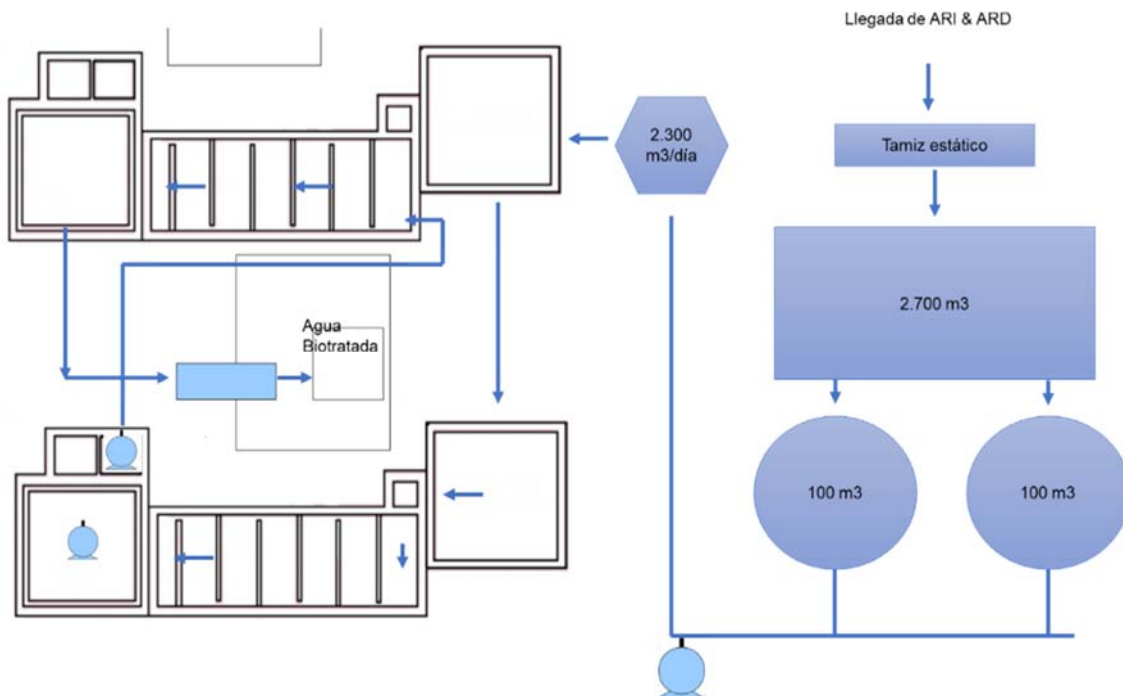 Llegada de ARI & ARD
2.300
m3/día
Tamiz estático
2.700 m3
Agua
Biotratada
100 m3
100 m3